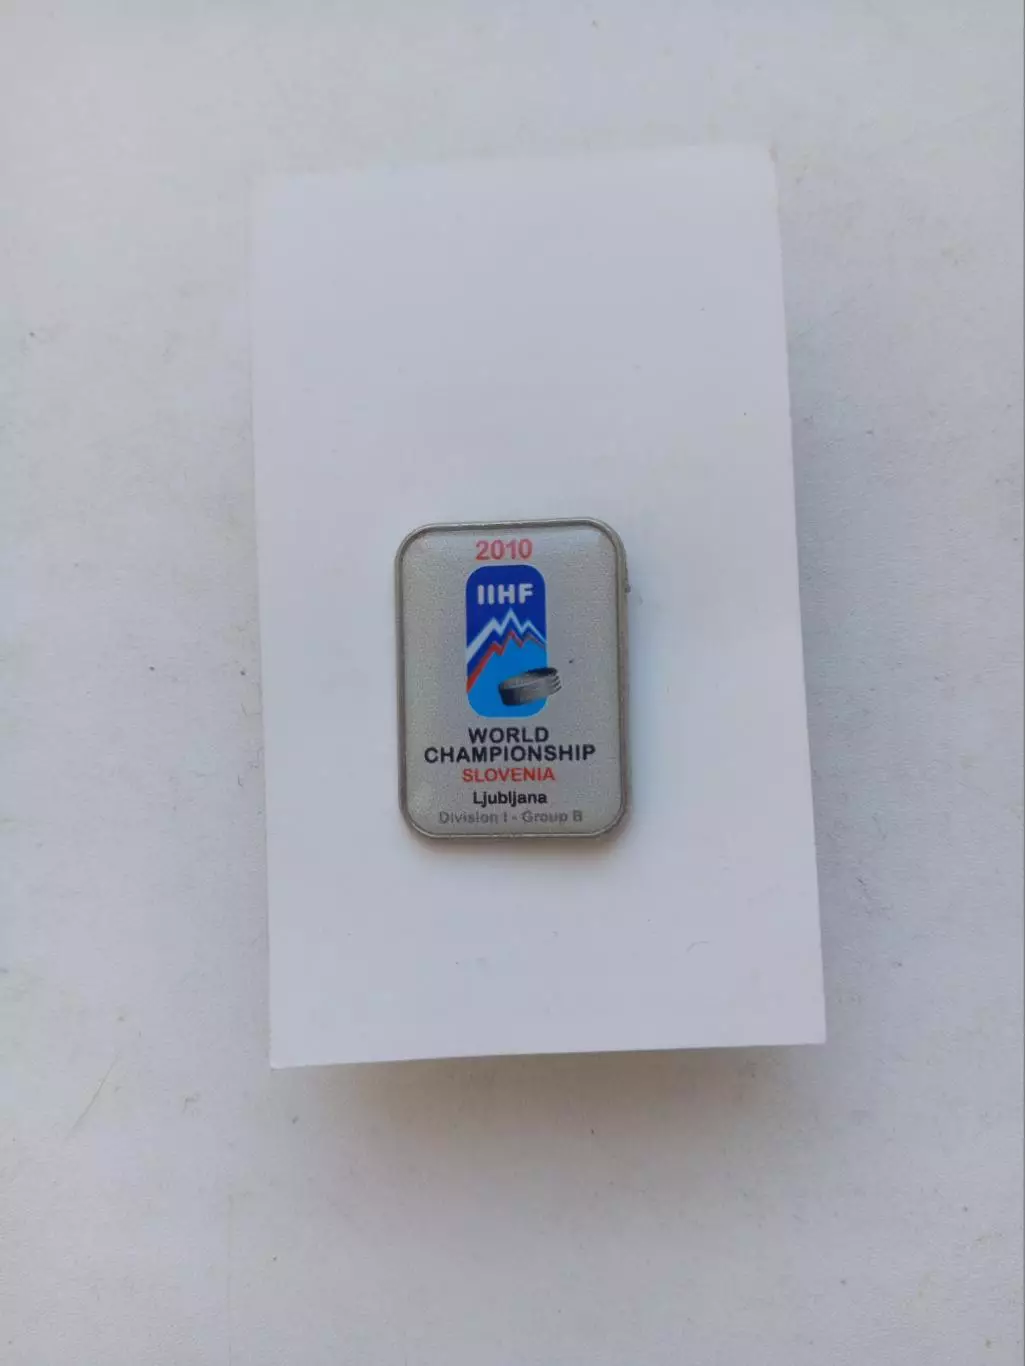 2010
IIHF
WORLD
CHAMPIONSHIP
SLOVENIA
Ljubljana
Division I - Group B